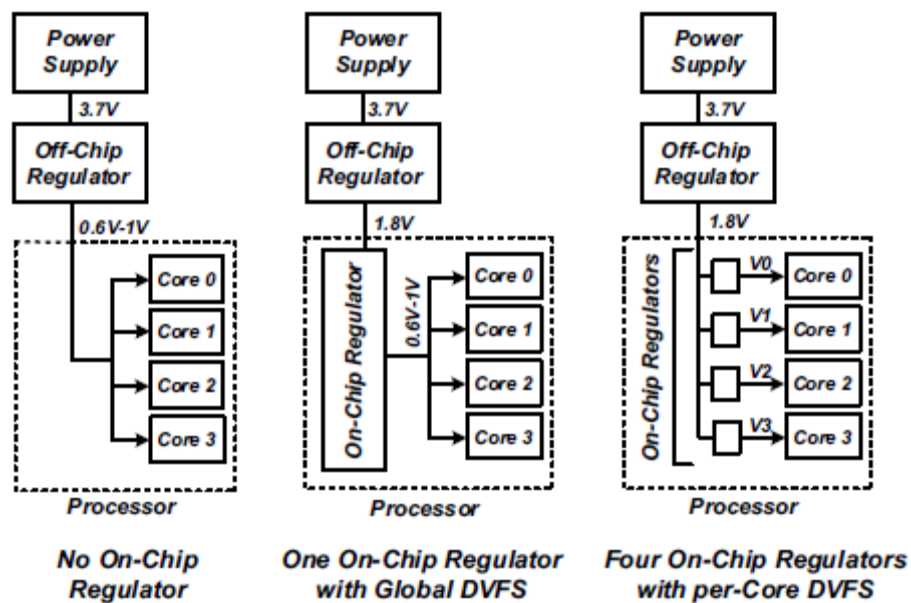 Power
Supply
3.7V
Off-Chip
Regulator
0.6V-1V
Core 0
Core 1
Core 2
Core 3
Processor
No On-Chip
Regulator
Power
Supply
3.7V
Off-Chip
Regulator
1.8V
On-Chip Regulator
0.6V-1V
Core 0
Core 1
Core 2
Core 3
Processor
One On-Chip Regulator
with Global DVFS
Power
Supply
3.7V
Off-Chip
Regulator
1.8V
On-Chip Regulators
V0
Core 0
V1
Core 1
V2
Core 2
V3
Core 3
Processor
Four On-Chip Regulators
with per-Core DVFS